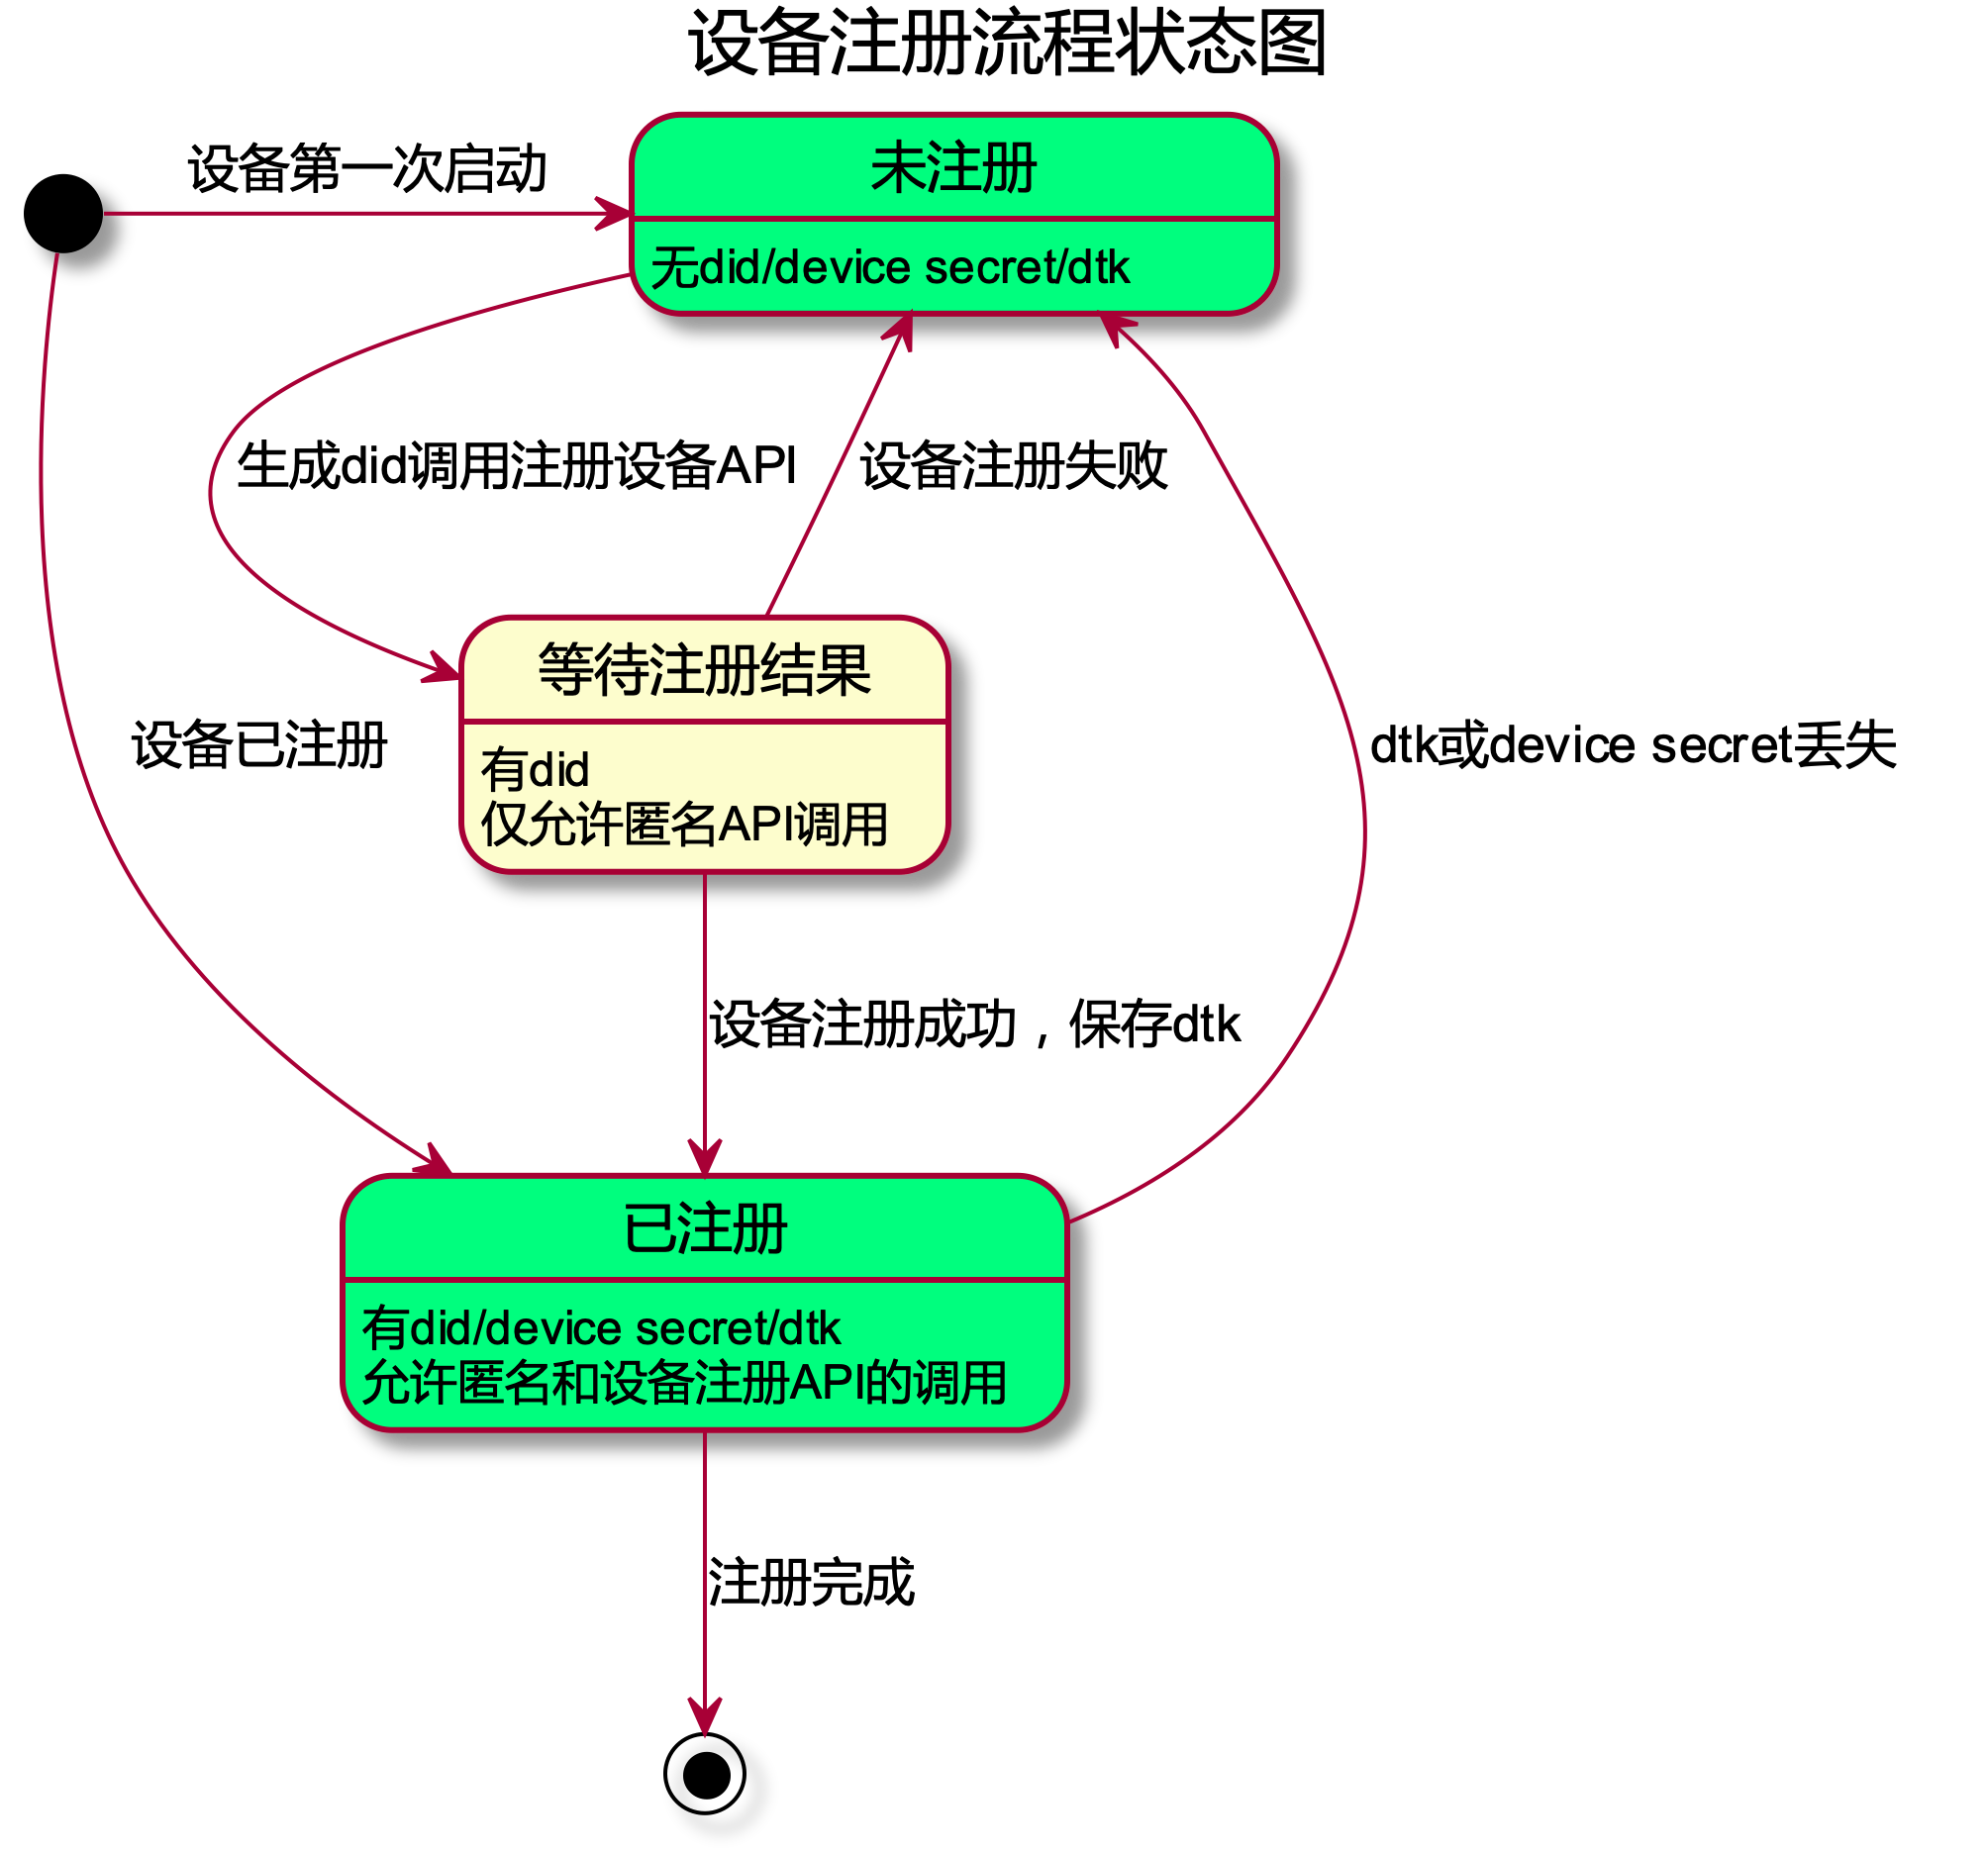 设备注册流程状态图
设备第一次启动
未注册
无did/device secret/dtk
生成did调用注册设备API
设备注册失败
等待注册结果
有did
仅允许匿名API调用
设备已注册
dtk或device secret丢失
设备注册成功，保存dtk
已注册
有did/device secret/dtk
允许匿名和设备注册API的调用
注册完成